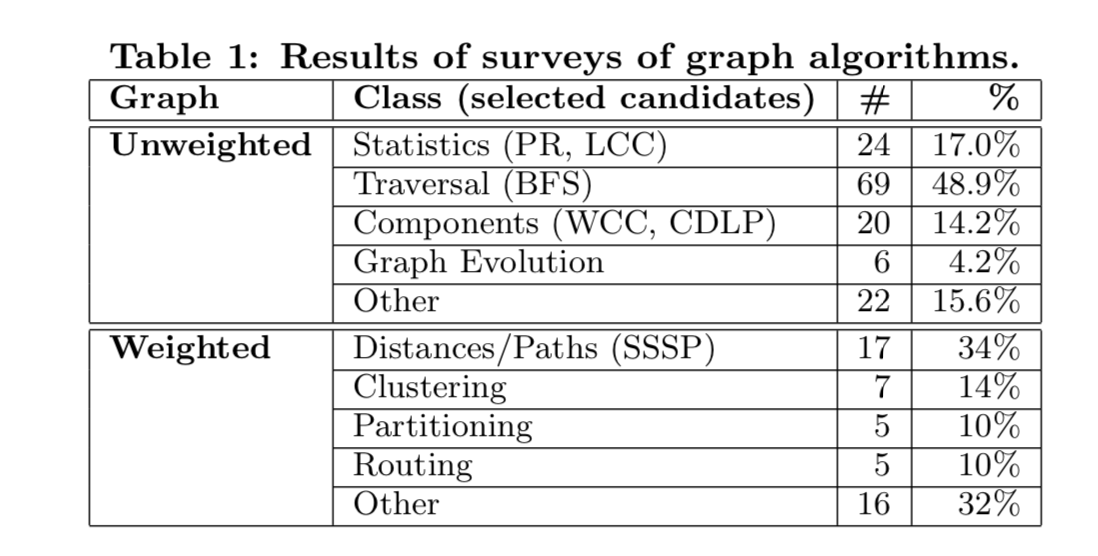 Table 1: Results of surveys of graph algorithms.
Graph Class (selected candidates) # %
Unweighted Statistics (PR, LCC) 24 17.0%
Traversal (BFS) 69 48.9%
Components (WCC, CDLP) 20 14.2%
Graph Evolution 6 4.2%
Other 22 15.6%
Weighted Distances/Paths (SSSP) 17 34%
Clustering 7 14%
Partitioning 5 10%
Routing 5 10%
Other 16 32%